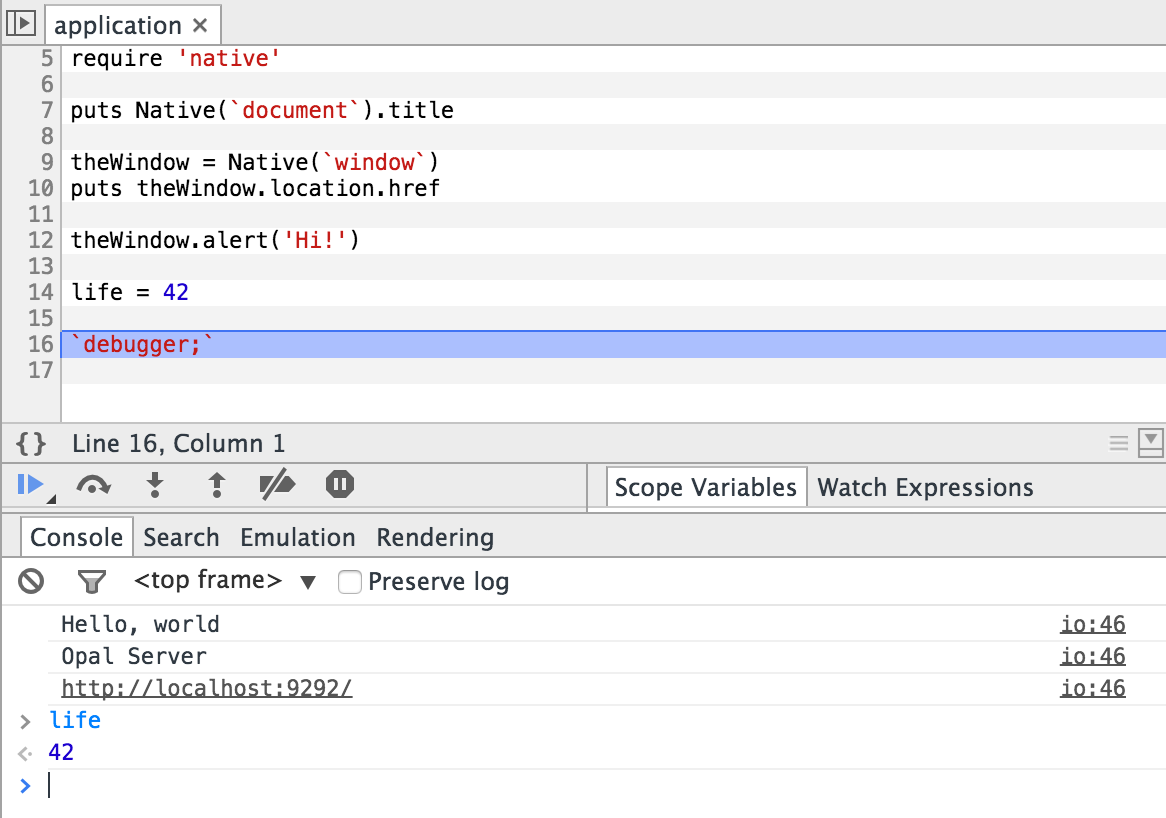 application ×
5 require 'native'
6
7 puts Native(`document`).title
8
9 theWindow = Native(`window`)
10 puts theWindow.location.href
11
12 theWindow.alert('Hi!')
13
14 life = 42
15
16 `debugger;`
17
{} Line 16, Column 1
Scope Variables Watch Expressions
Console Search Emulation Rendering
<top frame> ▼ Preserve log
Hello, world io:46
Opal Server io:46
http://localhost:9292/ io:46
> life
42
>